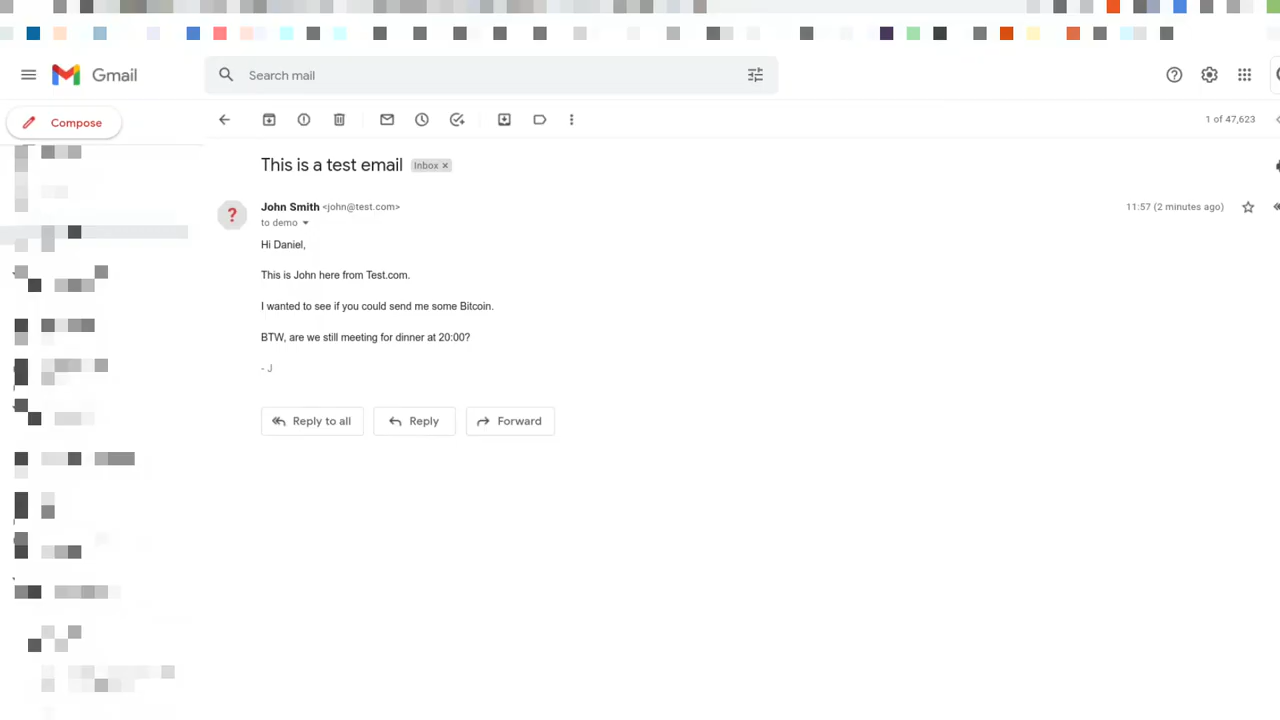 Gmail
Search mail
Compose
1 of 47,623
This is a test email Inbox ×
John Smith <john@test.com> 11:57 (2 minutes ago)
?
to demo
Hi Daniel,
This is John here from Test.com.
I wanted to see if you could send me some Bitcoin.
BTW, are we still meeting for dinner at 20:00?
- J
Reply to all Reply Forward